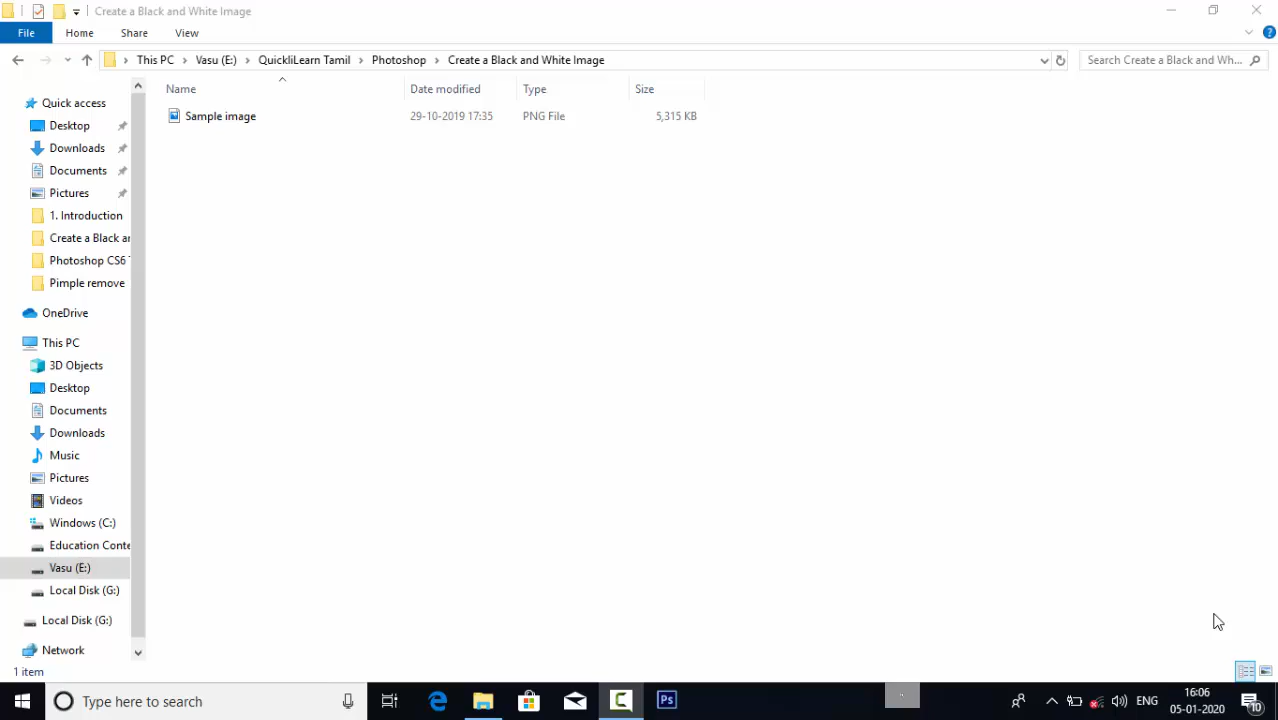 Create a Black and White Image
File Home Share View
This PC Vasu (E:) QuickliLearn Tamil Photoshop Create a Black and White Image
Search Create a Black and Wh...
Name Date modified Type Size
Sample image 29-10-2019 17:35 PNG File 5,315 KB
Quick access
Desktop
Downloads
Documents
Pictures
1. Introduction
Create a Black ar
Photoshop CS6 T
Pimple remove
OneDrive
This PC
3D Objects
Desktop
Documents
Downloads
Music
Pictures
Videos
Windows (C:)
Education Conte
Vasu (E:)
Local Disk (G:)
Local Disk (G:)
Network
1 item
Type here to search
Ps
ENG
16:06
05-01-2020
10